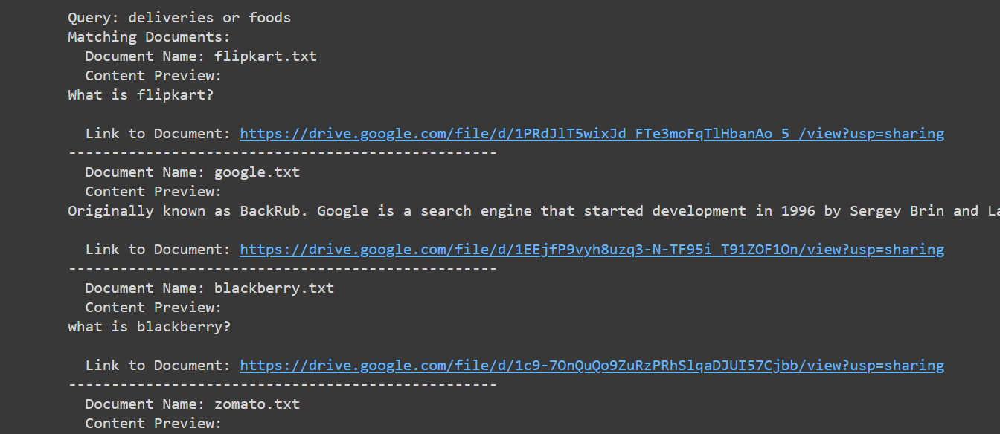 Query: deliveries or foods
Matching Documents:
Document Name: flipkart.txt
Content Preview:
What is flipkart?
Link to Document: https://drive.google.com/file/d/1PRdJlT5wixJd_FTe3moFqTlHbanAo_5_/view?usp=sharing
--------------------------------------------------
Document Name: google.txt
Content Preview:
Originally known as BackRub. Google is a search engine that started development in 1996 by Sergey Brin and
Link to Document: https://drive.google.com/file/d/1EEjfP9vyh8uzq3-N-TF95i_T91ZOF1On/view?usp=sharing
--------------------------------------------------
Document Name: blackberry.txt
Content Preview:
what is blackberry?
Link to Document: https://drive.google.com/file/d/1c9-7OnQuQo9ZuRzPRhSlqaDJUI57Cjbb/view?usp=sharing
--------------------------------------------------
Document Name: zomato.txt
Content Preview: